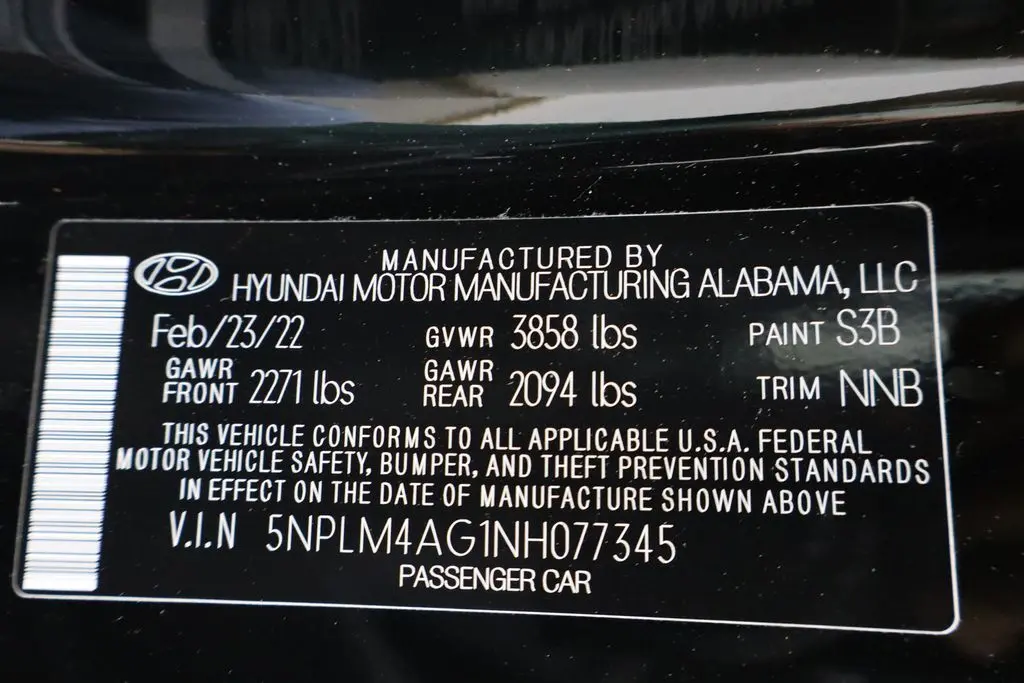 MANUFACTURED BY
HYUNDAI MOTOR MANUFACTURING ALABAMA, LLC
Feb/23/22 GVWR 3858 lbs PAINT S3B
GAWR FRONT 2271 lbs GAWR REAR 2094 lbs TRIM NNB
THIS VEHICLE CONFORMS TO ALL APPLICABLE U.S.A. FEDERAL
MOTOR VEHICLE SAFETY, BUMPER, AND THEFT PREVENTION STANDARDS
IN EFFECT ON THE DATE OF MANUFACTURE SHOWN ABOVE
V.I.N 5NPLM4AG1NH077345
PASSENGER CAR